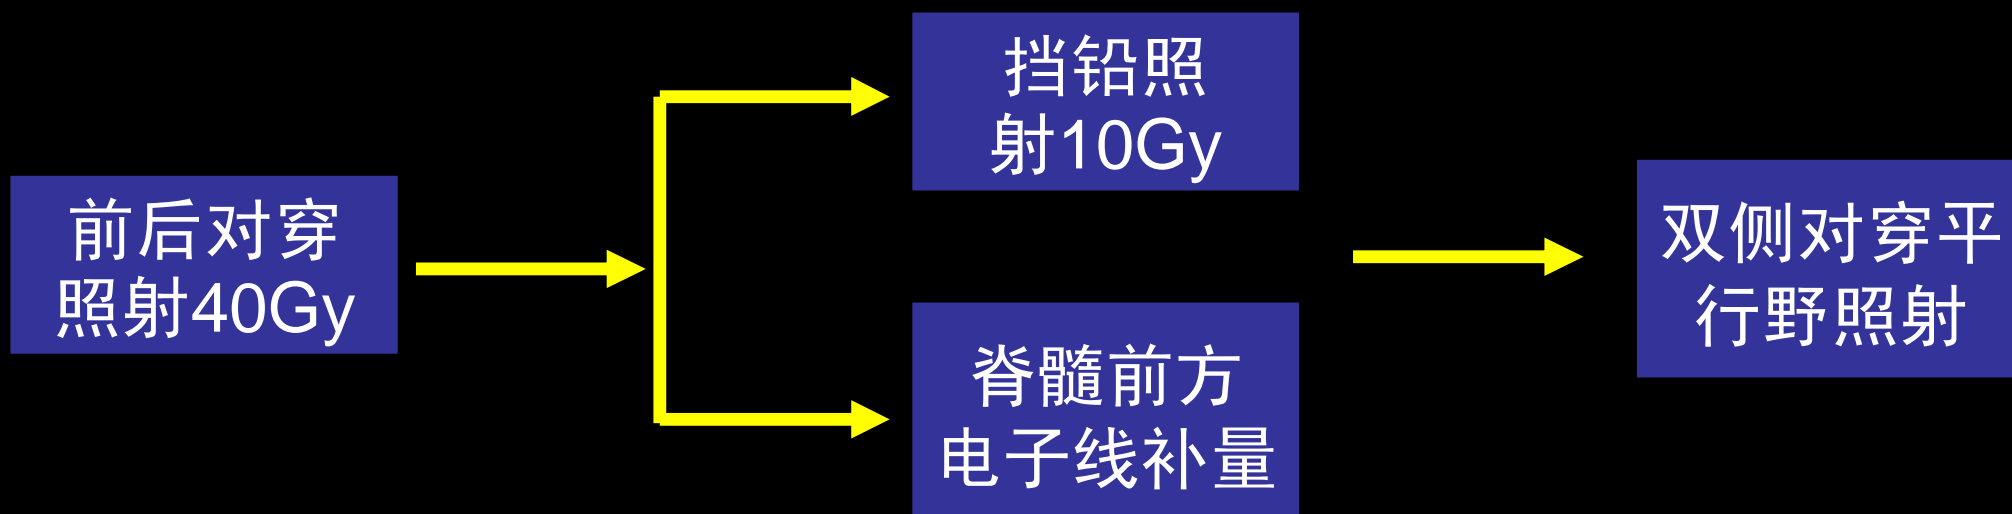 前后对穿
照射40Gy
挡铅照
射10Gy
脊髓前方
电子线补量
双侧对穿平
行野照射